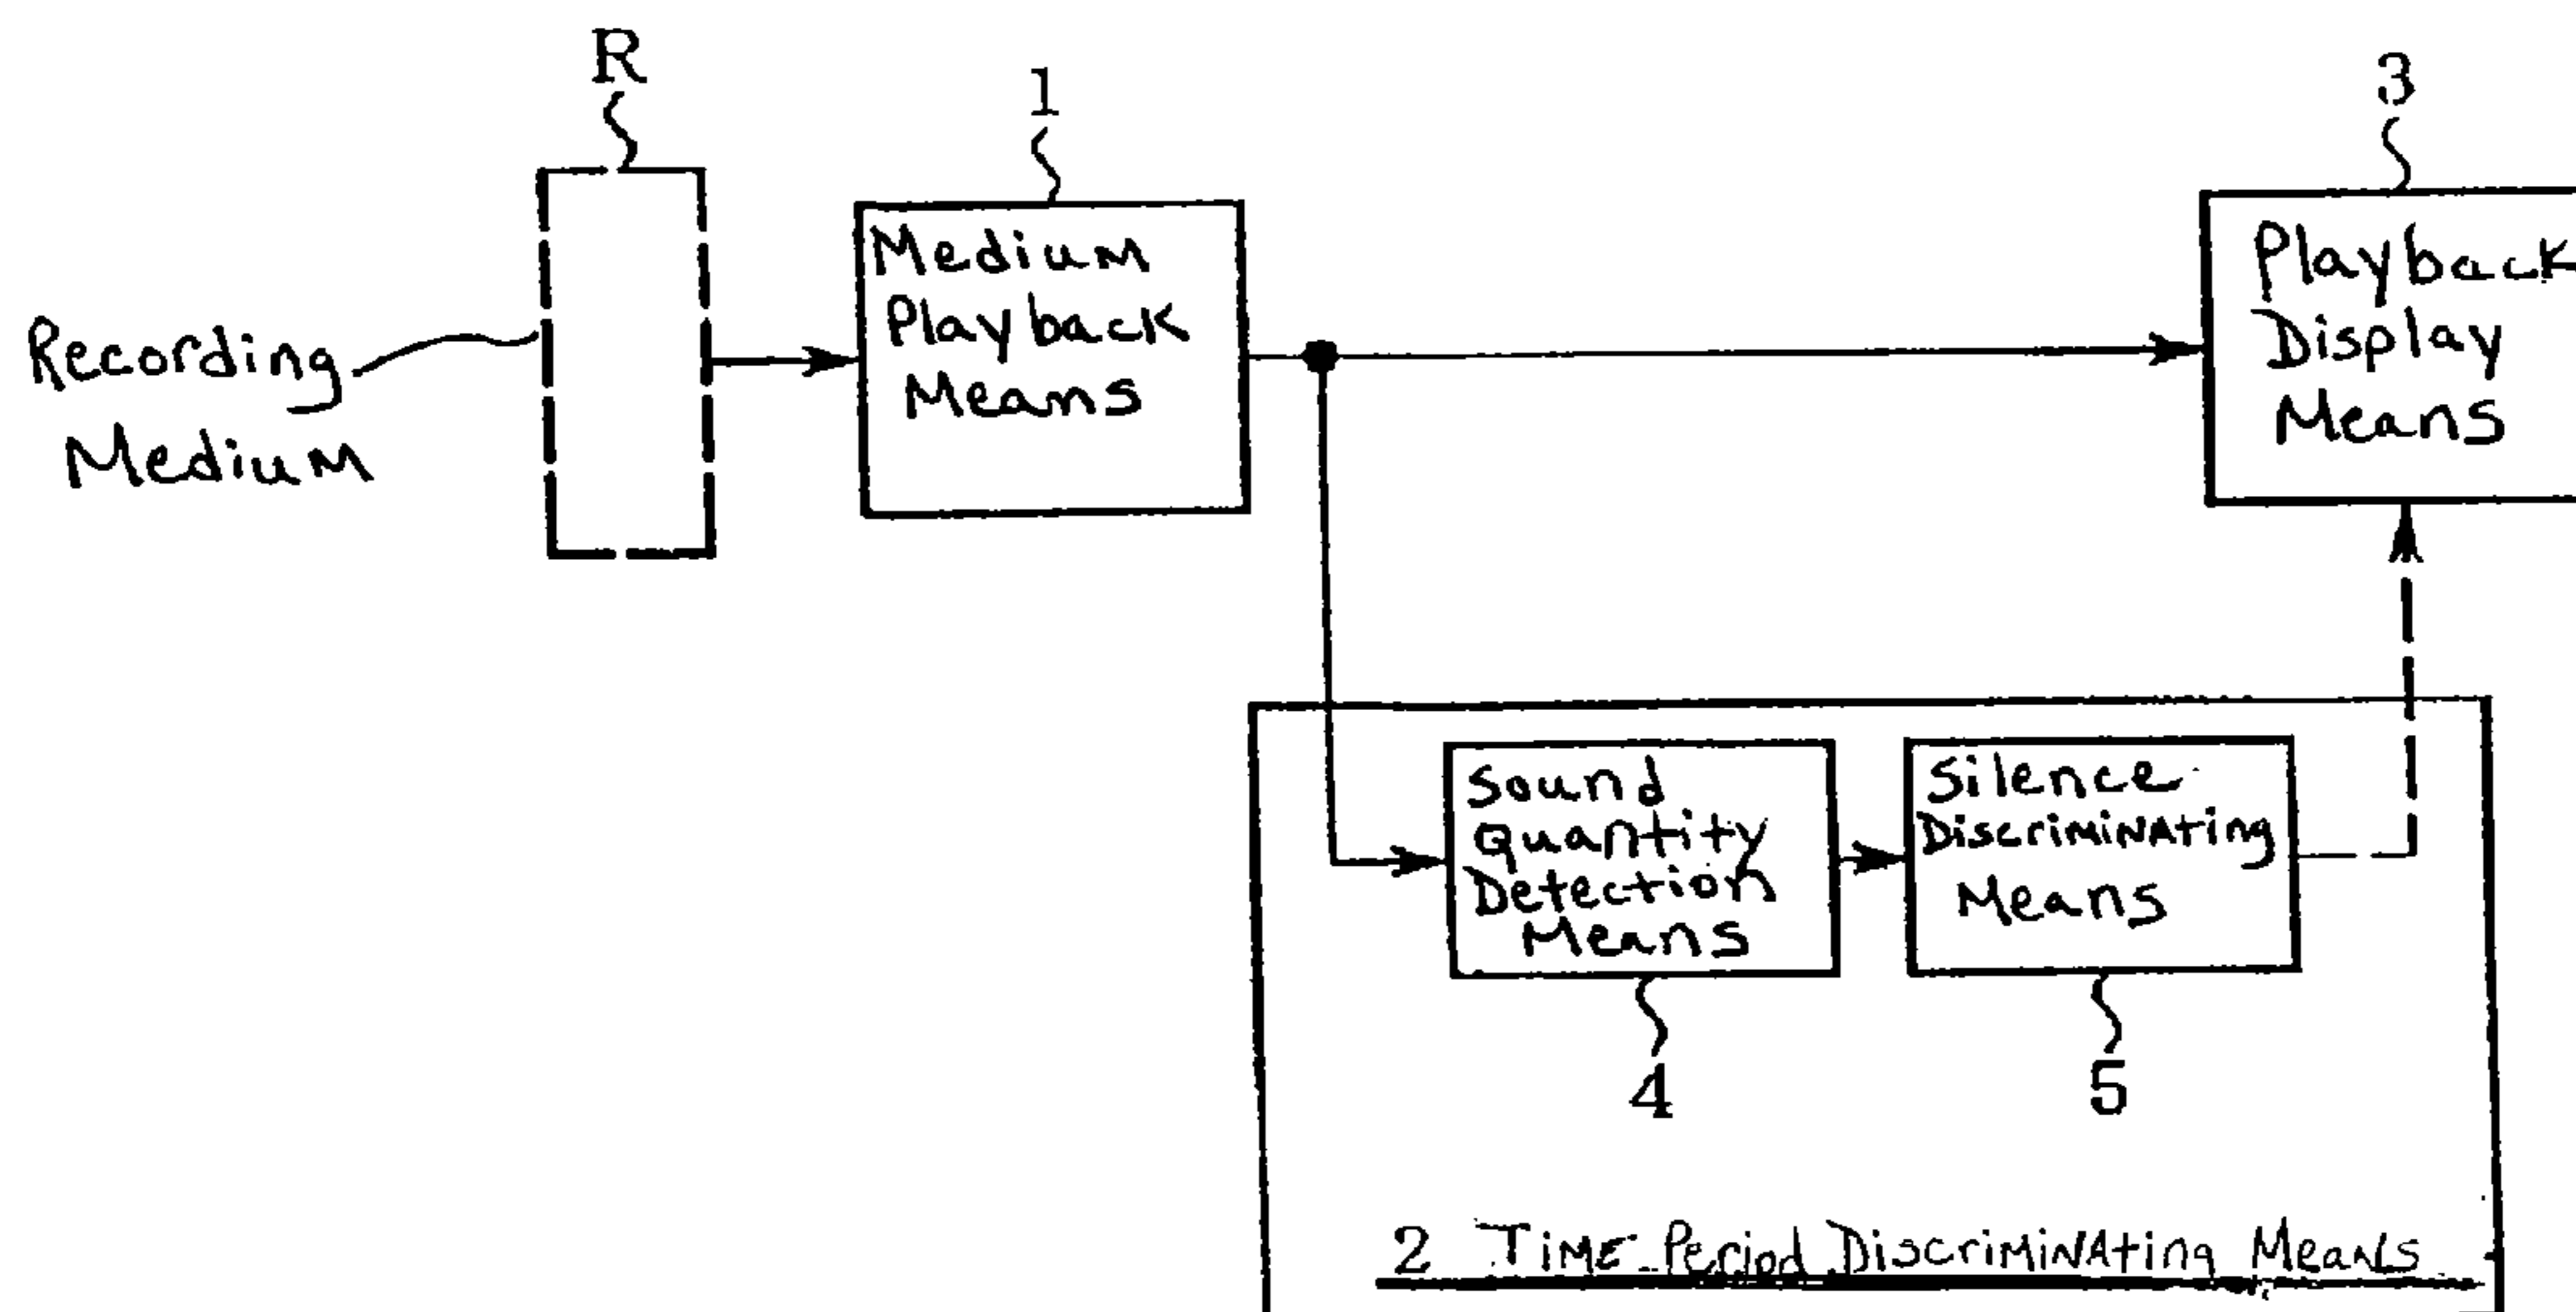 R
1
3
Recording
Medium
Medium
Playback
Means
Playback
Display
Means
Sound
Quantity
Detection
Means
Silence
Discriminating
Means
4
5
2 Time Period Discriminating Means